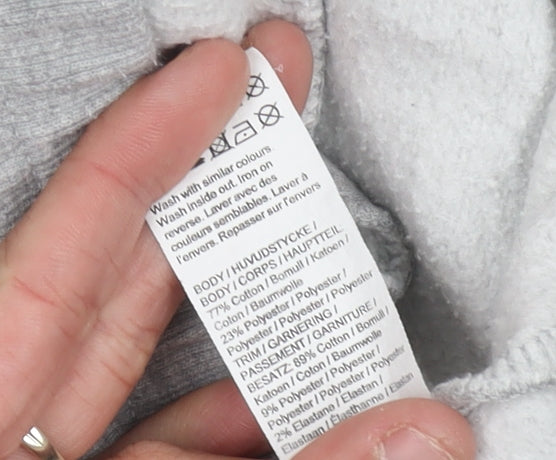 Wash with similar colours.
Wash inside out. Iron on
reverse. Laver avec des
couleurs semblables. Laver à
l'envers. Repasser sur l'envers
BODY / HUVUDSTYCKE /
BODY / CORPS / HAUPTTEIL
77% Cotton / Bomull / Katoen /
Coton / Baumwolle
23% Polyester / Polyester /
Polyester / Polyester / Polyester
TRIM / GARNERING /
PASSEMENT / GARNITURE /
BESATZ: 89% Cotton / Bomull /
Katoen / Coton / Baumwolle
9% Polyester / Polyester /
Polyester / Polyester / Polyester
2% Elastane / Elastan /
Elastaan / Élasthanne / Elastan